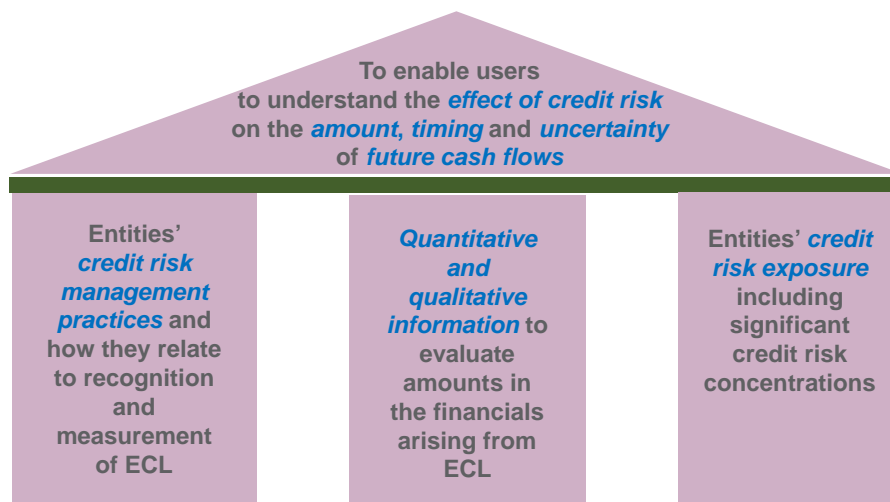 To enable users
to understand the effect of credit risk
on the amount, timing and uncertainty
of future cash flows
Entities’
credit risk
management
practices and
how they relate
to recognition
and
measurement
of ECL
Quantitative
and
qualitative
information to
evaluate
amounts in
the financials
arising from
ECL
Entities’ credit
risk exposure
including
significant
credit risk
concentrations